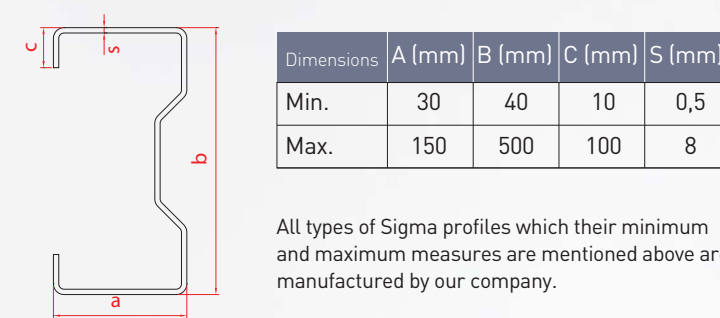 c
s
b
a
Dimensions A (mm) B (mm) C (mm) S (mm)
Min. 30 40 10 0,5
Max. 150 500 100 8
All types of Sigma profiles which their minimum
and maximum measures are mentioned above ar
manufactured by our company.